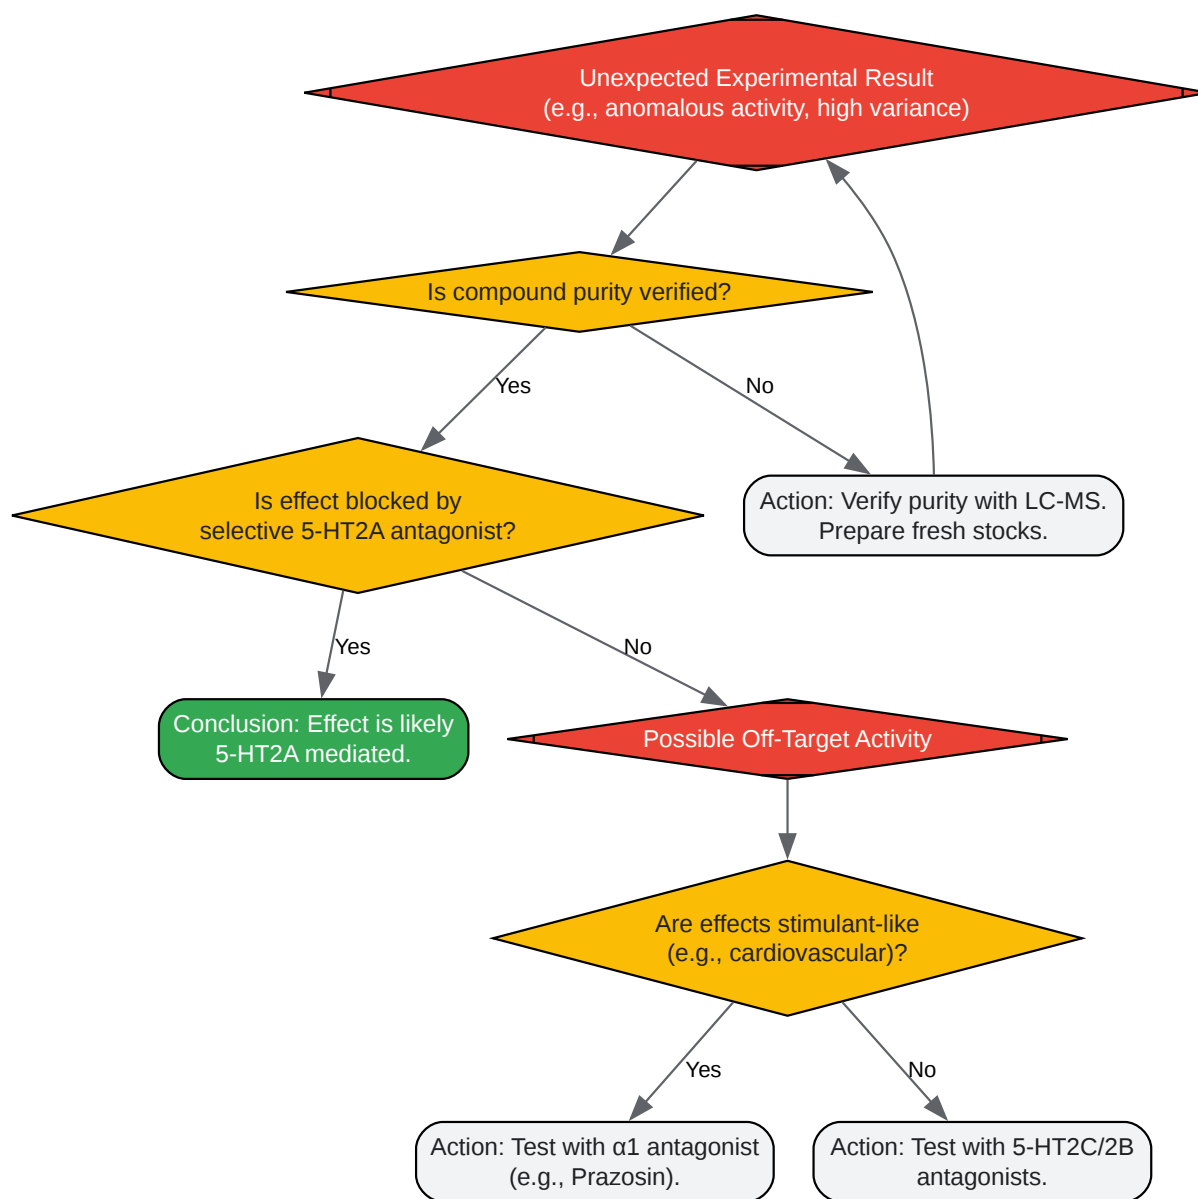 Unexpected Experimental Result
(e.g., anomalous activity, high variance)
Is compound purity verified?
Yes
No
Is effect blocked by
selective 5-HT2A antagonist?
Action: Verify purity with LC-MS.
Prepare fresh stocks.
Yes
No
Conclusion: Effect is likely
5-HT2A mediated.
Possible Off-Target Activity
Are effects stimulant-like
(e.g., cardiovascular)?
Yes
No
Action: Test with α1 antagonist
(e.g., Prazosin).
Action: Test with 5-HT2C/2B
antagonists.